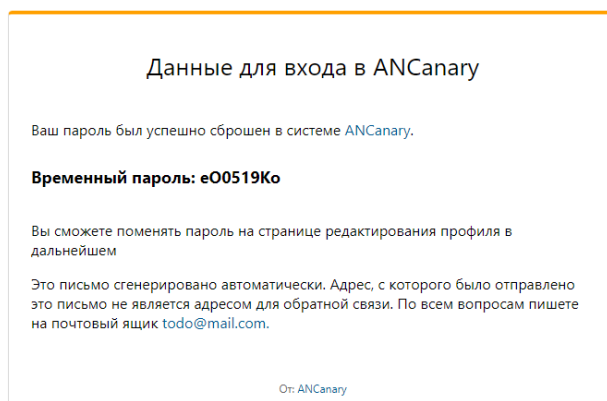 Данные для входа в ANCanary
Ваш пароль был успешно сброшен в системе ANCanary.
Временный пароль: eO0519Ko
Вы сможете поменять пароль на странице редактирования профиля в
дальнейшем
Это письмо сгенерировано автоматически. Адрес, с которого было отправлено
это письмо не является адресом для обратной связи. По всем вопросам пишете
на почтовый ящик todo@mail.com.
От: ANCanary